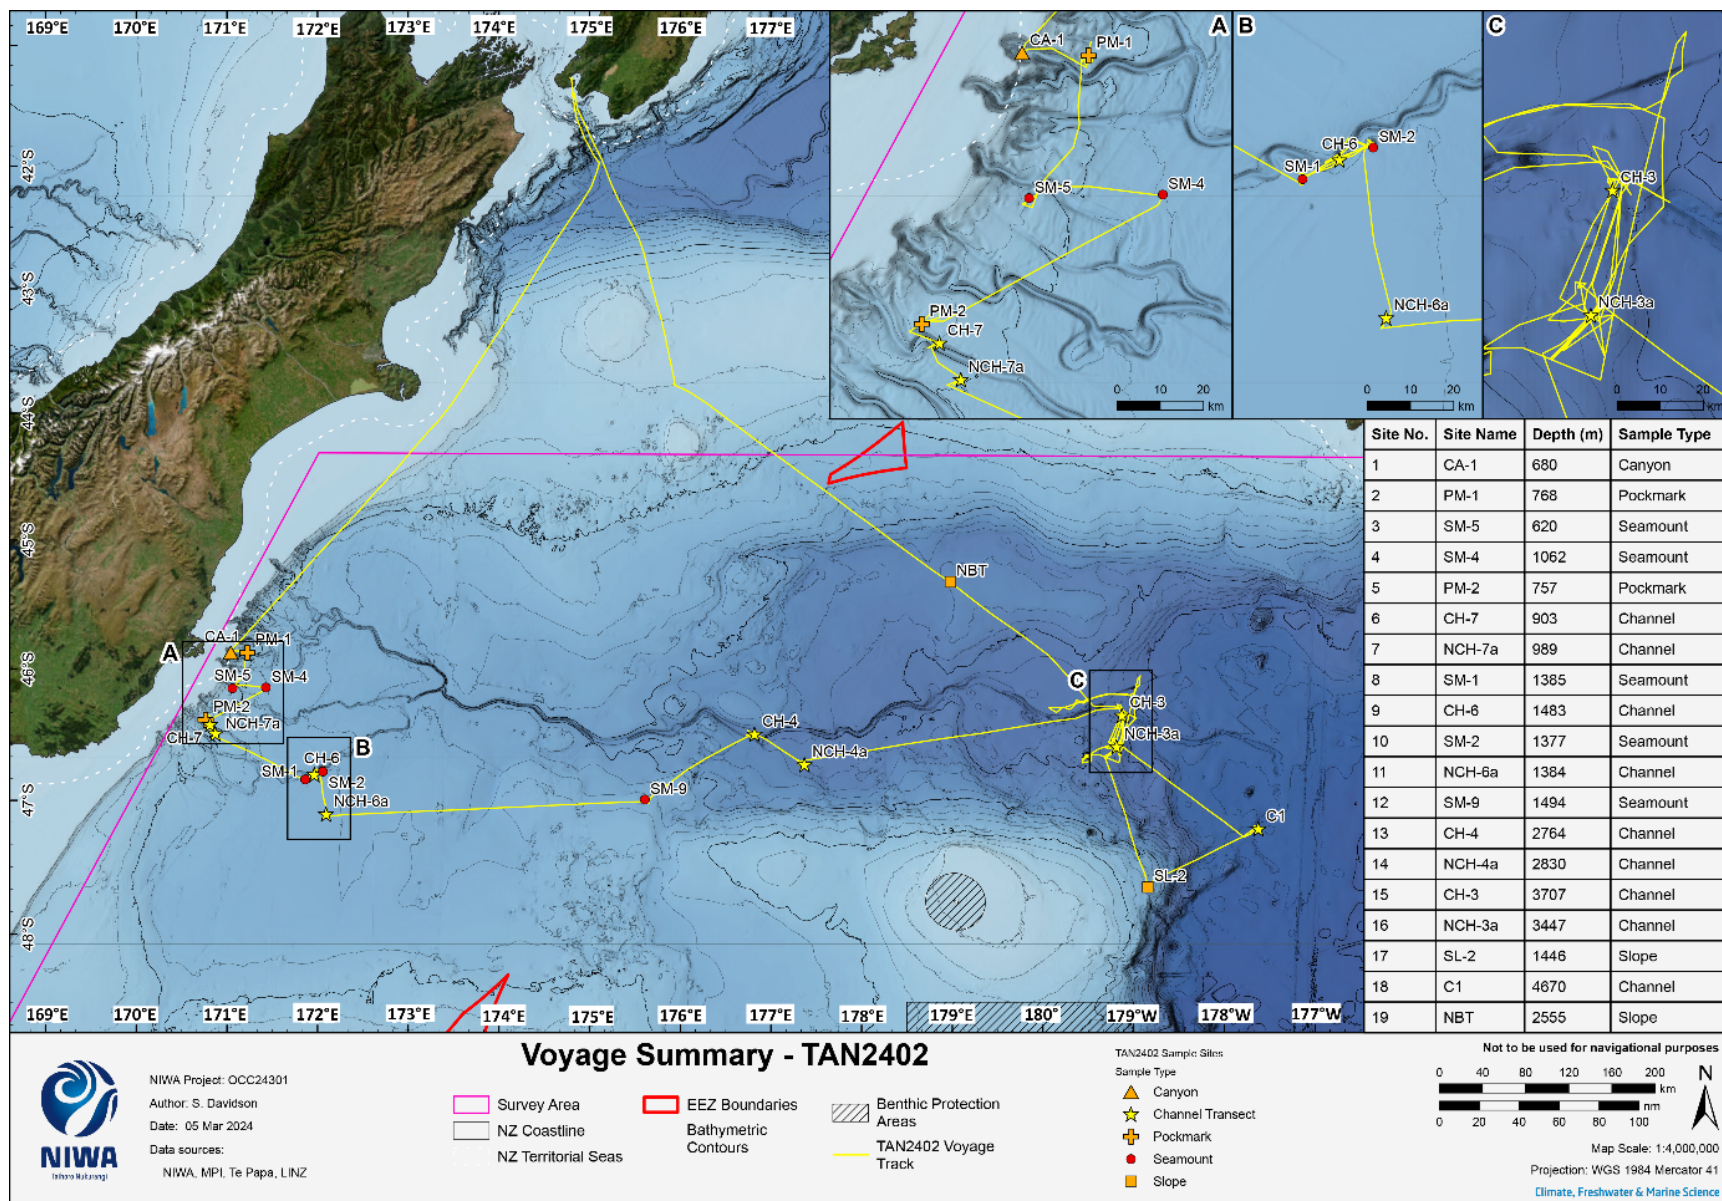 169°E 170°E 171°E 172°E 173°E 174°E 175°E 176°E 177°E
42°S
43°S
44°S
45°S
46°S
47°S
48°S
A
CA-1
PM-1
SM-5
SM-4
PM-2
CH-7
NCH-7a
0 10 20
km
B
CH-6
SM-2
SM-1
NCH-6a
0 10 20
km
C
CH-3
NCH-3a
0 10 20
km
NBT
CA-1 PM-1
A
SM-5 SM-4
PM-2
NCH-7a
CH-7
B
CH-6
SM-1
SM-2
NCH-6a
SM-9
CH-4
NCH-4a
C
CH-3
NCH-3a
C1
SL-2
169°E 170°E 171°E 172°E 173°E 174°E 175°E 176°E 177°E 178°E 179°E 180° 179°W 178°W 177°W
Site No. Site Name Depth (m) Sample Type
1 CA-1 680 Canyon
2 PM-1 768 Pockmark
3 SM-5 620 Seamount
4 SM-4 1062 Seamount
5 PM-2 757 Pockmark
6 CH-7 903 Channel
7 NCH-7a 989 Channel
8 SM-1 1385 Seamount
9 CH-6 1483 Channel
10 SM-2 1377 Seamount
11 NCH-6a 1384 Channel
12 SM-9 1494 Seamount
13 CH-4 2764 Channel
14 NCH-4a 2830 Channel
15 CH-3 3707 Channel
16 NCH-3a 3447 Channel
17 SL-2 1446 Slope
18 C1 4670 Channel
19 NBT 2555 Slope
Voyage Summary - TAN2402
NIWA
Taihoro Nukurangi
NIWA Project: OCC24301
Author: S. Davidson
Date: 05 Mar 2024
Data sources:
NIWA, MPI, Te Papa, LINZ
Survey Area
NZ Coastline
NZ Territorial Seas
EEZ Boundaries
Bathymetric
Contours
Benthic Protection
Areas
TAN2402 Voyage
Track
TAN2402 Sample Sites
Sample Type
Canyon
Channel Transect
Pockmark
Seamount
Slope
Not to be used for navigational purposes
0 40 80 120 160 200
km
nm
0 20 40 60 80 100
N
Map Scale: 1:4,000,000
Projection: WGS 1984 Mercator 41
Climate, Freshwater & Marine Science